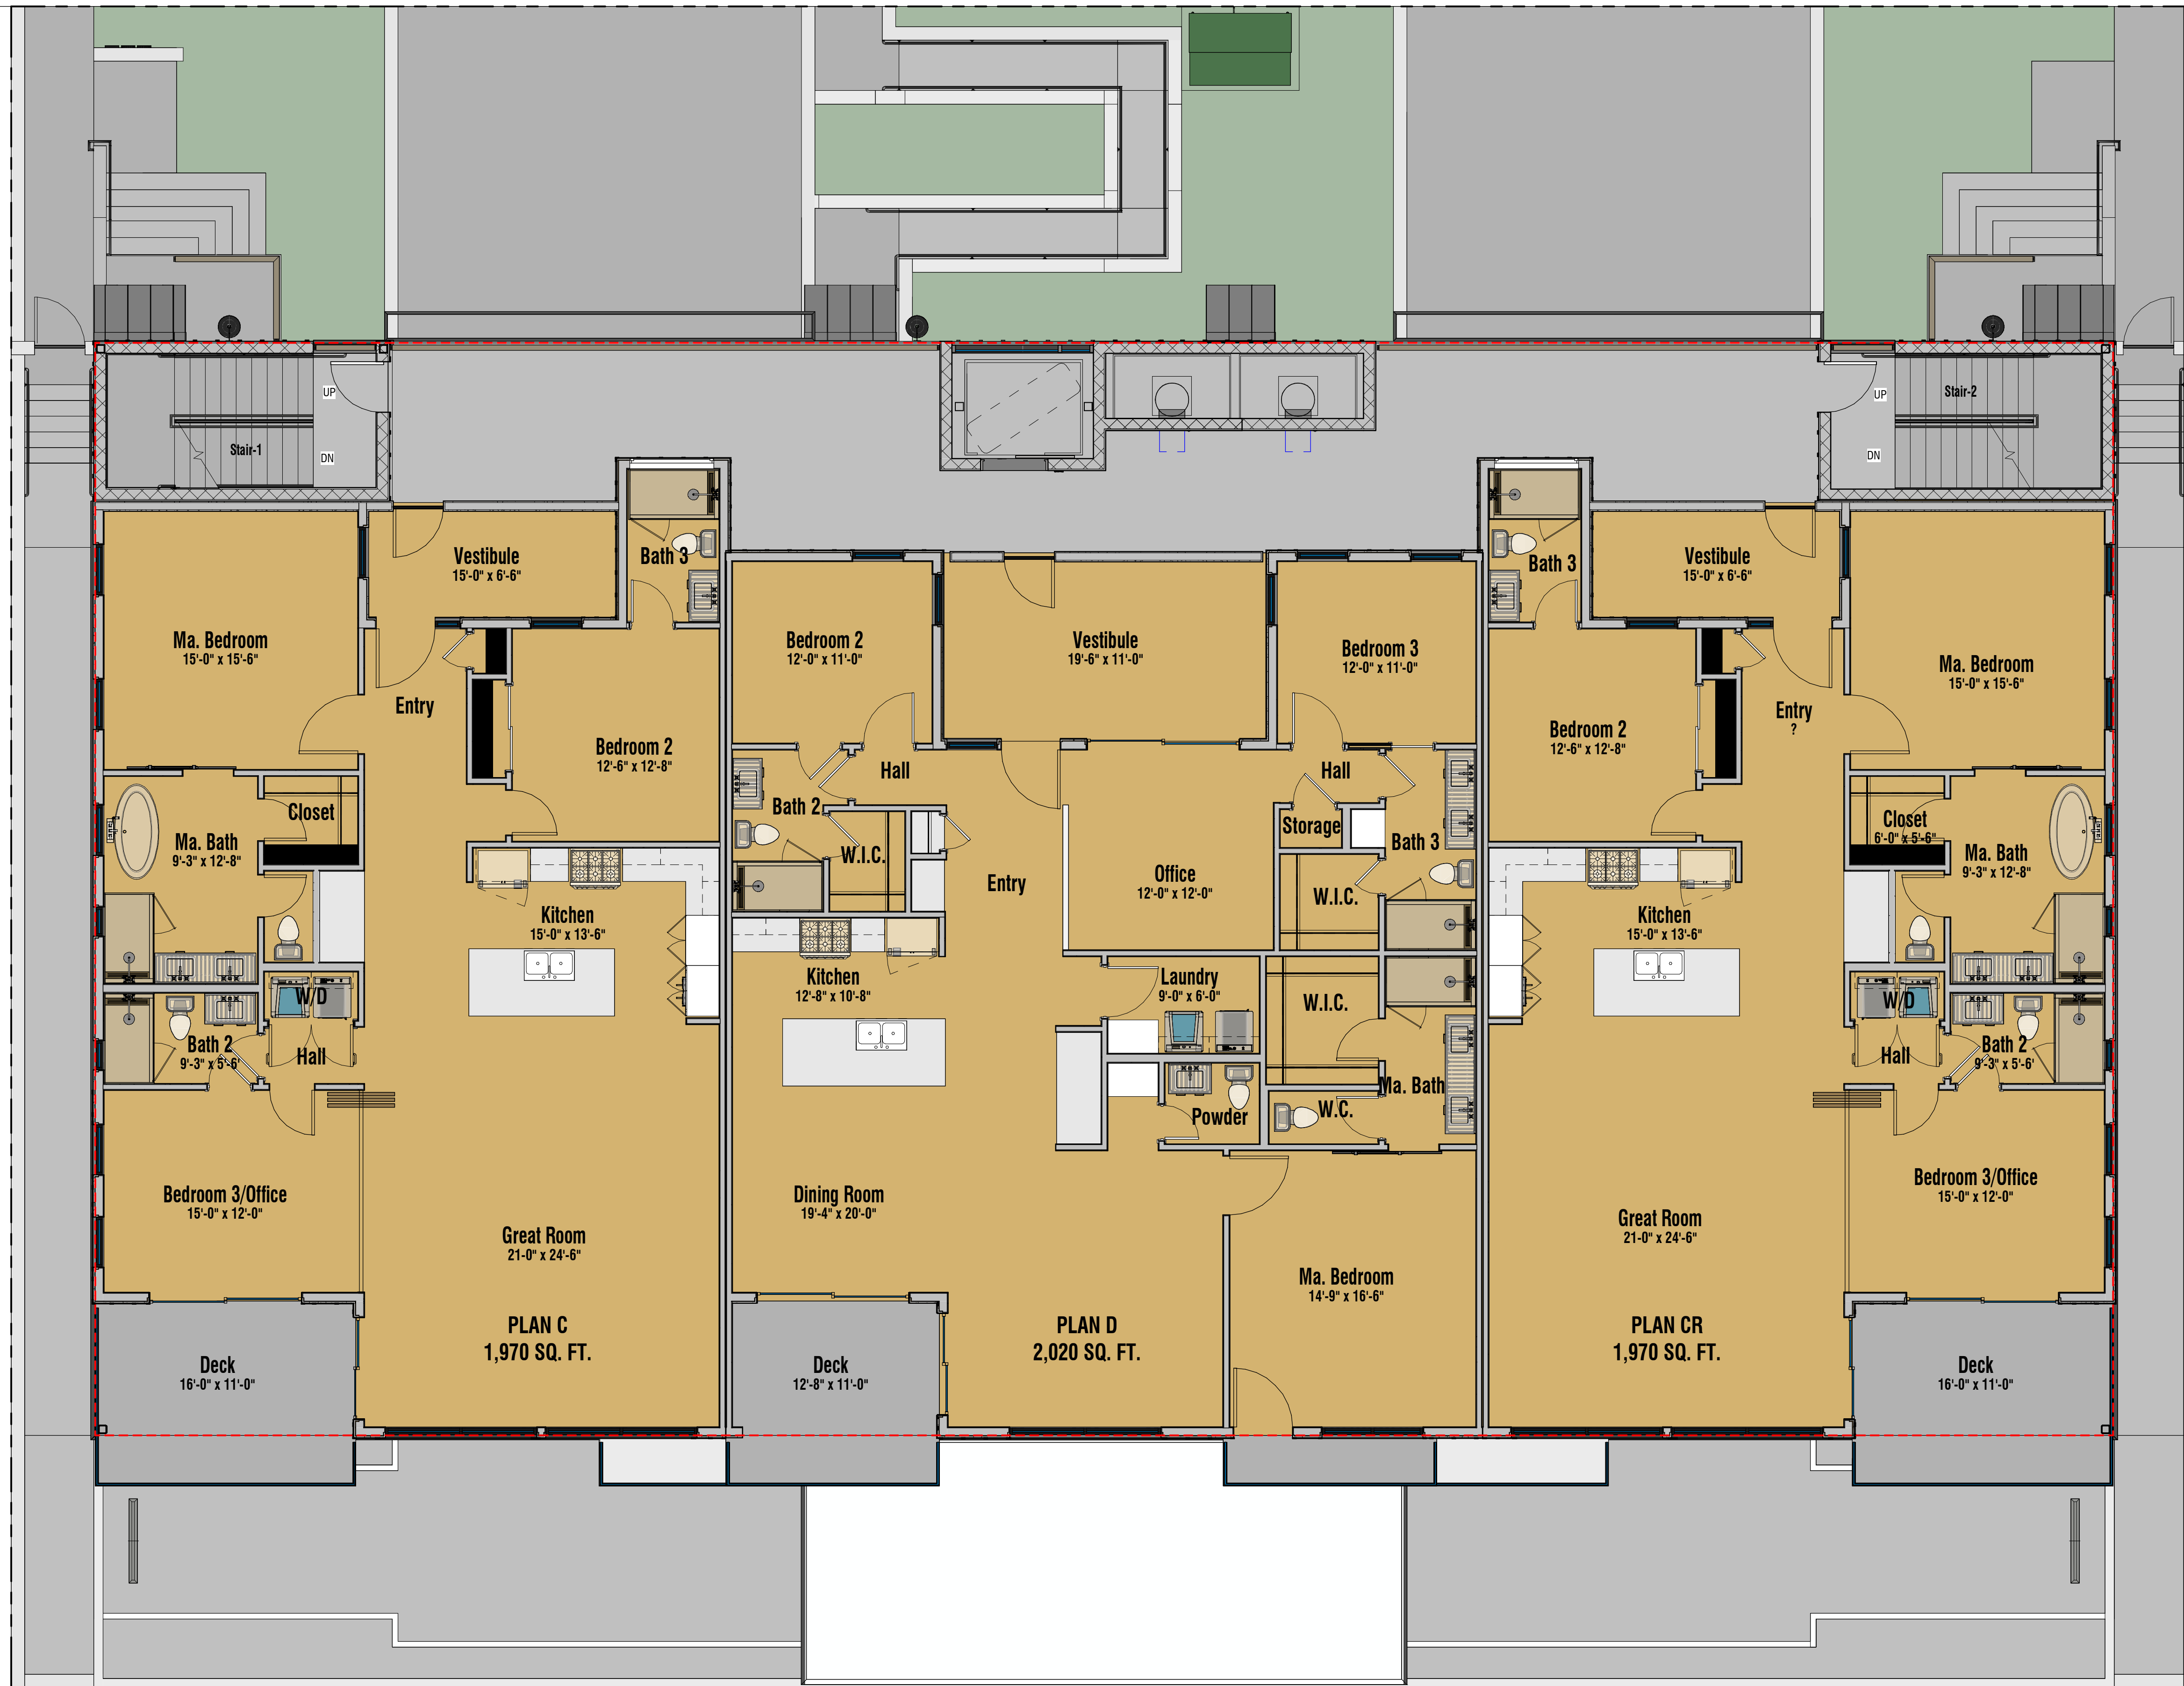 UP
Stair-1
DN
UP
Stair-2
DN
Ma. Bedroom
15'-0" x 15'-6"
Vestibule
15'-0" x 6'-6"
Bath 3
Entry
Bedroom 2
12'-6" x 12'-8"
Closet
Ma. Bath
9'-3" x 12'-8"
Kitchen
15'-0" x 13'-6"
W/D
Bath 2
9'-3" x 5'-6'
Hall
Bedroom 3/Office
15'-0" x 12'-0"
Great Room
21-0" x 24'-6"
PLAN C
1,970 SQ. FT.
Deck
16'-0" x 11'-0"
Bedroom 2
12'-0" x 11'-0"
Vestibule
19'-6" x 11'-0"
Bedroom 3
12'-0" x 11'-0"
Hall
Hall
Bath 2
W.I.C.
Storage
Bath 3
Entry
Office
12'-0" x 12'-0"
W.I.C.
Kitchen
12'-8" x 10'-8"
Laundry
9'-0" x 6'-0"
W.I.C.
Ma. Bath
Powder
W.C.
Dining Room
19'-4" x 20'-0"
Ma. Bedroom
14'-9" x 16'-6"
PLAN D
2,020 SQ. FT.
Deck
12'-8" x 11'-0"
Bath 3
Vestibule
15'-0" x 6'-6"
Ma. Bedroom
15'-0" x 15'-6"
Entry
?
Bedroom 2
12'-6" x 12'-8"
Closet
6'-0" x 5'-6"
Ma. Bath
9'-3" x 12'-8"
Kitchen
15'-0" x 13'-6"
W/D
Hall
Bath 2
9'-3" x 5'-6'
Bedroom 3/Office
15'-0" x 12'-0"
Great Room
21-0" x 24'-6"
PLAN CR
1,970 SQ. FT.
Deck
16'-0" x 11'-0"